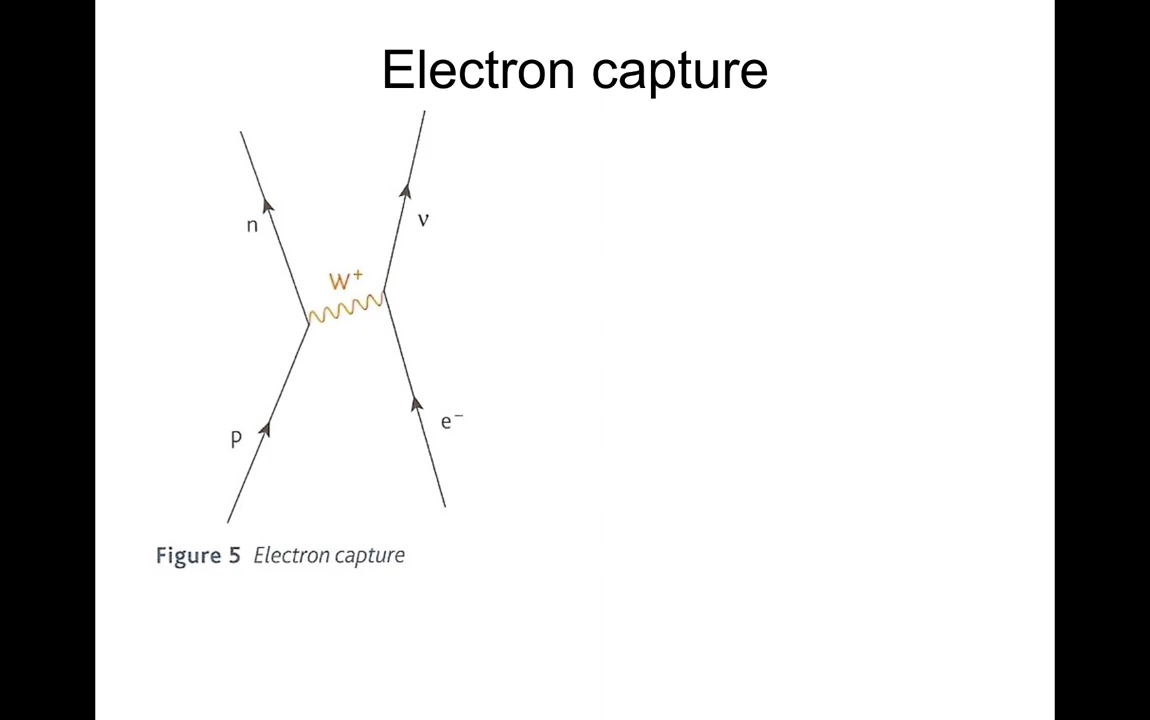 Electron capture
n
ν
W⁺
p
e⁻
Figure 5 Electron capture